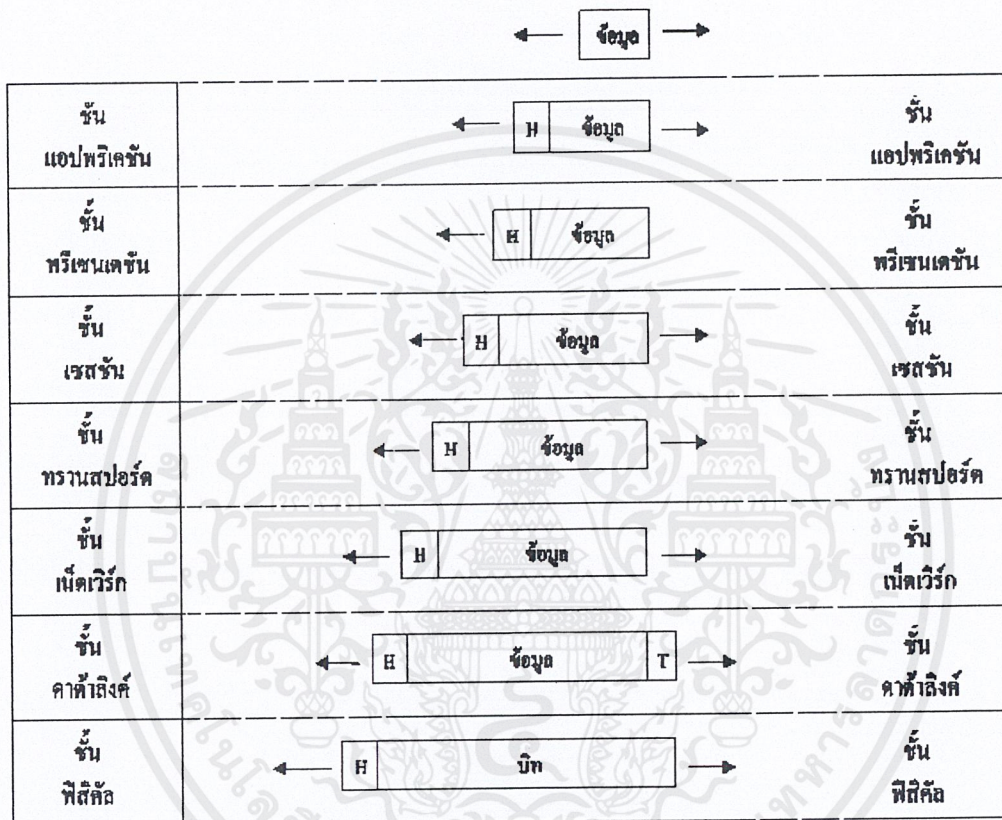 ข้อมูล
ชั้น
แอปพริเคชัน
H ข้อมูล
ชั้น
แอปพริเคชัน
ชั้น
พรีเซนเตชัน
H ข้อมูล
ชั้น
พรีเซนเตชัน
ชั้น
เซสชัน
H ข้อมูล
ชั้น
เซสชัน
ชั้น
ทรานสปอร์ต
H ข้อมูล
ชั้น
ทรานสปอร์ต
ชั้น
เน็ตเวิร์ก
H ข้อมูล
ชั้น
เน็ตเวิร์ก
ชั้น
ดาต้าลิงค์
H ข้อมูล T
ชั้น
ดาต้าลิงค์
ชั้น
ฟิสิคัล
H บิท
ชั้น
ฟิสิคัล